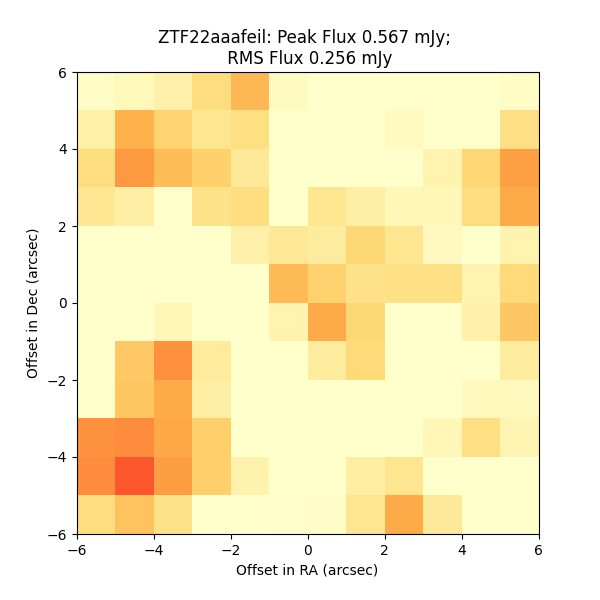 ZTF22aaafeil: Peak Flux 0.567 mJy;
RMS Flux 0.256 mJy
6
4
2
0
−2
−4
−6
Offset in Dec (arcsec)
−6 −4 −2 0 2 4 6
Offset in RA (arcsec)